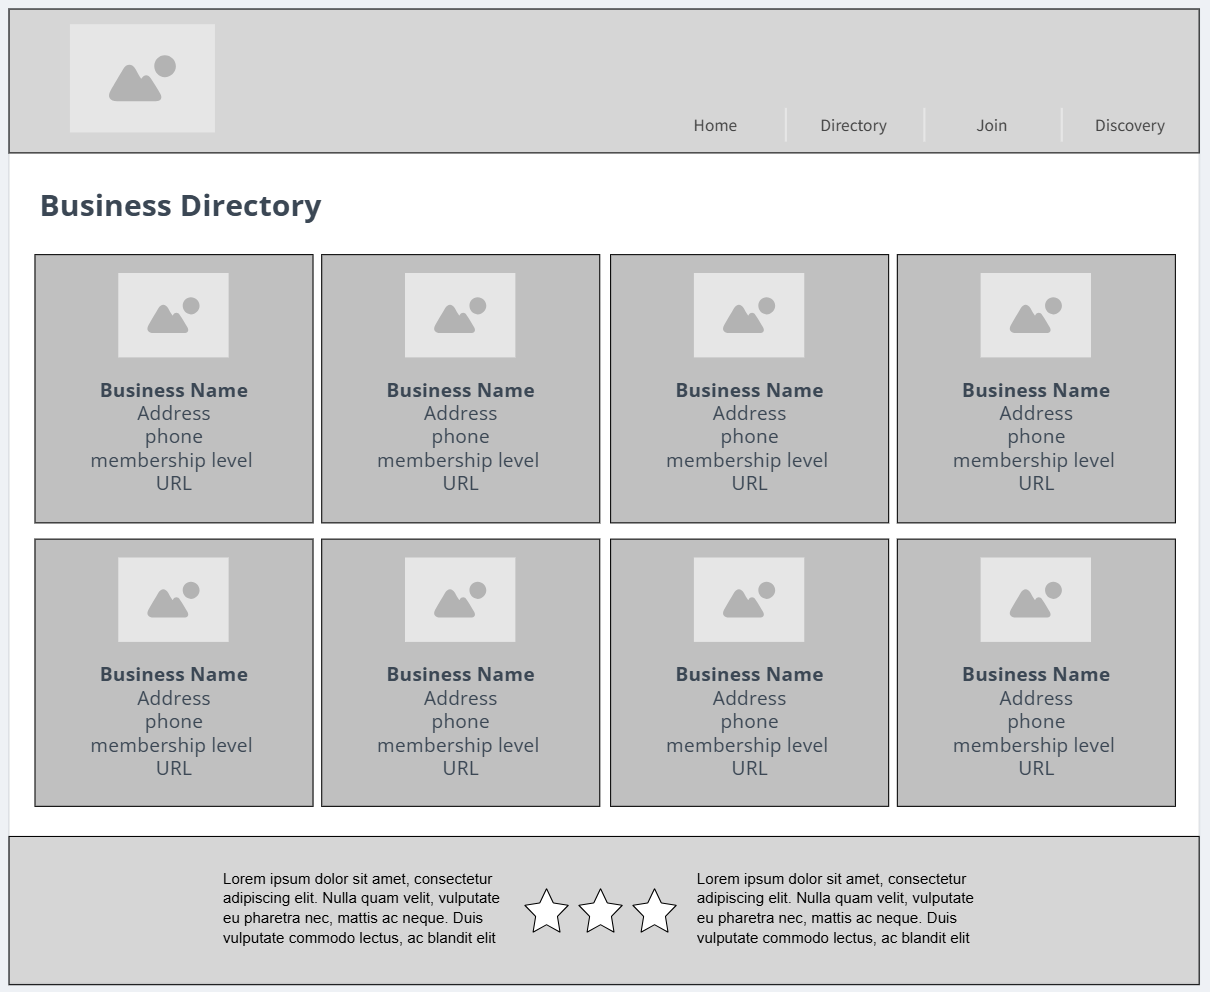 Home
Directory
Join
Discovery
Business Directory
Business Name
Address
phone
membership level
URL
Business Name
Address
phone
membership level
URL
Business Name
Address
phone
membership level
URL
Business Name
Address
phone
membership level
URL
Business Name
Address
phone
membership level
URL
Business Name
Address
phone
membership level
URL
Business Name
Address
phone
membership level
URL
Business Name
Address
phone
membership level
URL
Lorem ipsum dolor sit amet, consectetur
adipiscing elit. Nulla quam velit, vulputate
eu pharetra nec, mattis ac neque. Duis
vulputate commodo lectus, ac blandit elit
Lorem ipsum dolor sit amet, consectetur
adipiscing elit. Nulla quam velit, vulputate
eu pharetra nec, mattis ac neque. Duis
vulputate commodo lectus, ac blandit elit